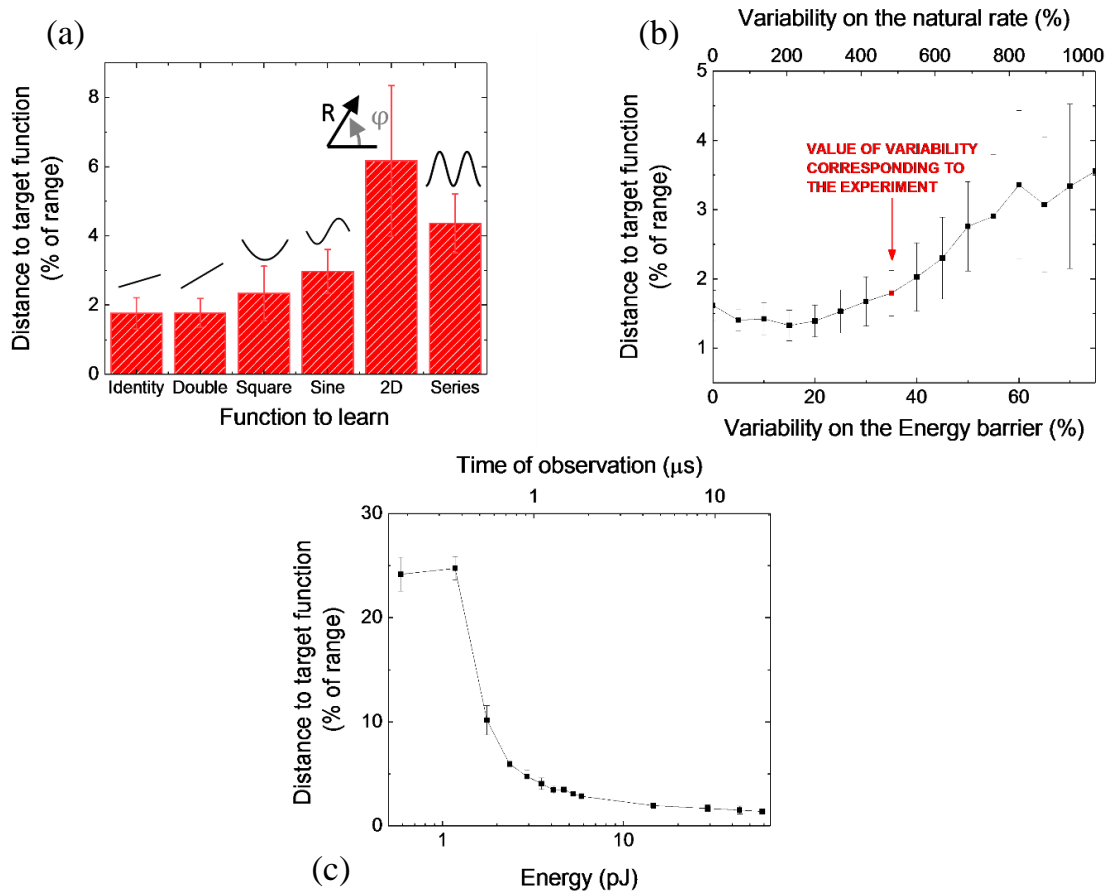 (a)
Distance to target function
(% of range)
8
6
4
2
0
R
φ
Identity Double Square Sine 2D Series
Function to learn
(b)
Variability on the natural rate (%)
0 200 400 600 800 1000
Distance to target function
(% of range)
5
4
3
2
1
VALUE OF VARIABILITY
CORRESPONDING TO
THE EXPERIMENT
0 20 40 60
Variability on the Energy barrier (%)
Time of observation (μs)
1 10
Distance to target function
(% of range)
30
20
10
0
1 10
Energy (pJ)
(c)